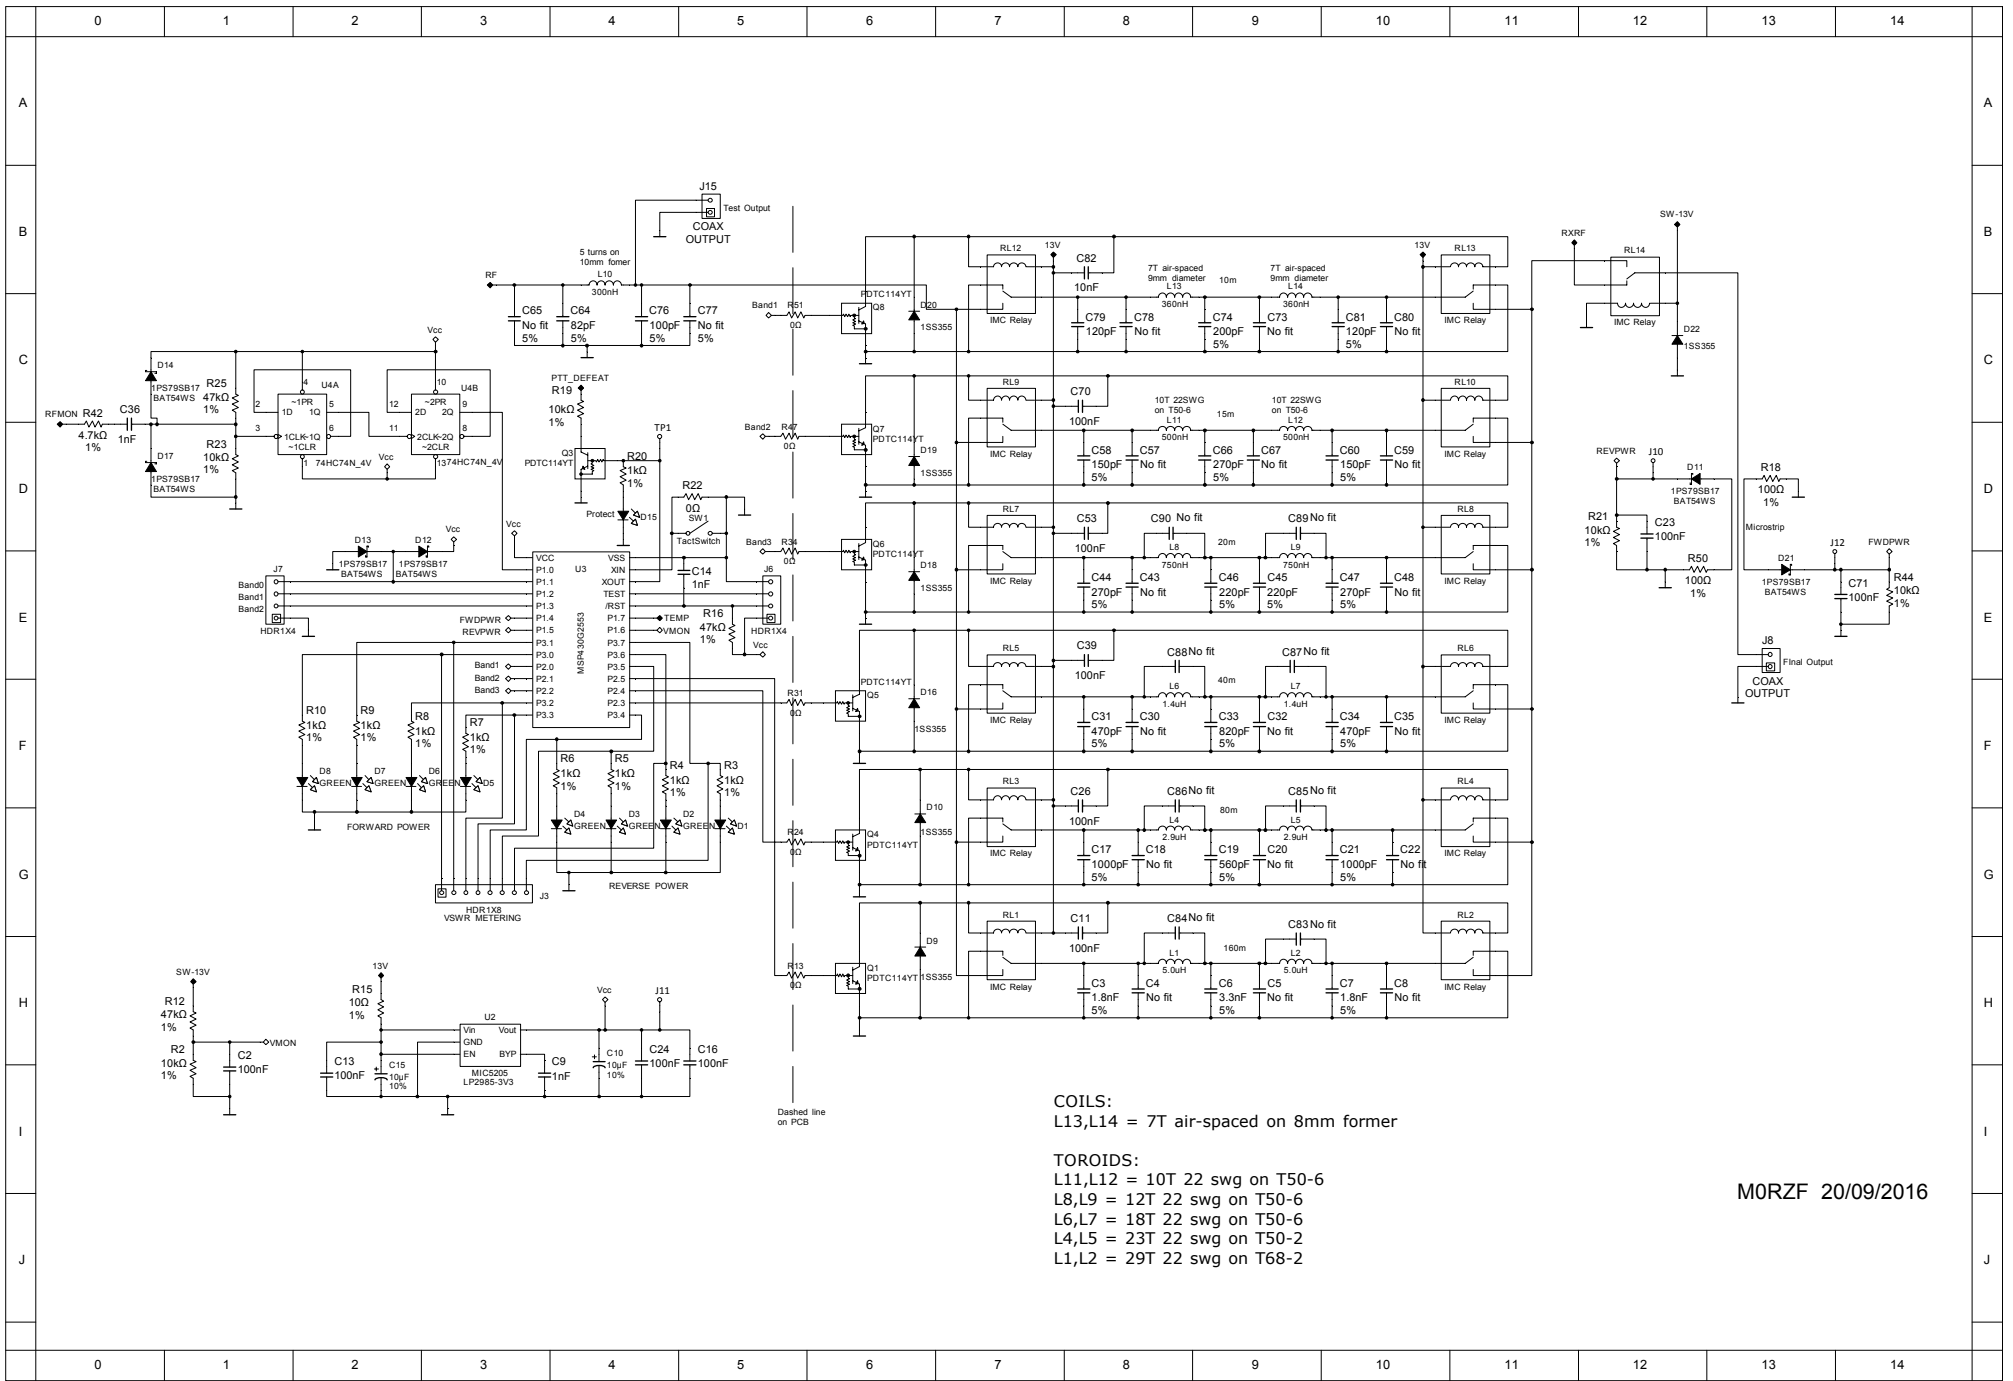 0 1 2 3 4 5 6 7 8 9 10 11 12 13 14
A A
B B
C C
D D
E E
F F
G G
H H
I I
J J
J15
Test Output
COAX
OUTPUT
5 turns on
10mm fomer
L10
300nH
RF
C65
No fit
5%
C64
82pF
5%
C76
100pF
5%
C77
No fit
5%
Vcc
D14
1PS79SB17
BAT54WS
R25
47kΩ
1%
RFMON
R42
4.7kΩ
1%
C36
1nF
D17
1PS79SB17
BAT54WS
R23
10kΩ
1%
4
U4A
~1PR
2
1D
1Q
5
3
1CLK~1Q
6
~1CLR
1
74HC74N_4V
Vcc
10
U4B
~2PR
12
2D
2Q
9
11
2CLK~2Q
8
~2CLR
13
74HC74N_4V
PTT_DEFEAT
R19
10kΩ
1%
TP1
Q3
PDTC114YT
R20
1kΩ
1%
Protect
D15
R22
0Ω
SW1
TactSwitch
Vcc
Vcc
D13
1PS79SB17
BAT54WS
D12
1PS79SB17
BAT54WS
J7
Band0
Band1
Band2
HDR1X4
U3
MSP430G2553
VCC
P1.0
P1.1
P1.2
P1.3
P1.4
P1.5
P3.1
P3.0
P2.0
P2.1
P2.2
P3.2
P3.3
VSS
XIN
XOUT
TEST
/RST
P1.7
P1.6
P3.7
P3.6
P3.5
P2.5
P2.4
P2.3
P3.4
FWDPWR
REVPWR
Band1
Band2
Band3
TEMP
VMON
C14
1nF
R16
47kΩ
1%
J6
HDR1X4
Vcc
R10
1kΩ
1%
R9
1kΩ
1%
R8
1kΩ
1%
R7
1kΩ
1%
D8
GREEN
D7
GREEN
D6
GREEN
D5
FORWARD POWER
R6
1kΩ
1%
R5
1kΩ
1%
R4
1kΩ
1%
R3
1kΩ
1%
D4
GREEN
D3
GREEN
D2
GREEN
D1
REVERSE POWER
J3
HDR1X8
VSWR METERING
SW-13V
R12
47kΩ
1%
VMON
R2
10kΩ
1%
C2
100nF
13V
R15
10Ω
1%
C13
100nF
C15
10µF
10%
U2
Vin
Vout
GND
EN
BYP
MIC5205
LP2985-3V3
C9
1nF
Vcc
J11
C10
10µF
10%
C24
100nF
C16
100nF
Dashed line
on PCB
Band1
R51
0Ω
PDTC114YT
Q8
D20
1SS355
RL12
IMC Relay
13V
C82
10nF
7T air-spaced
9mm diameter
L13
360nH
10m
7T air-spaced
9mm diameter
L14
360nH
13V
RL13
IMC Relay
C79
120pF
C78
No fit
C74
200pF
5%
C73
No fit
C81
120pF
5%
C80
No fit
Band2
R47
0Ω
Q7
PDTC114YT
D19
1SS355
RL9
IMC Relay
C70
100nF
10T 22SWG
on T50-6
L11
500nH
15m
10T 22SWG
on T50-6
L12
500nH
RL10
IMC Relay
C58
150pF
5%
C57
No fit
C66
270pF
5%
C67
No fit
C60
150pF
5%
C59
No fit
Band3
R34
0Ω
Q6
PDTC114YT
D18
1SS355
RL7
IMC Relay
C53
100nF
C90 No fit
L8
750nH
20m
C89 No fit
L9
750nH
RL8
IMC Relay
C44
270pF
5%
C43
No fit
C46
220pF
5%
C45
220pF
5%
C47
270pF
5%
C48
No fit
R31
0Ω
PDTC114YT
Q5
D16
1SS355
RL5
IMC Relay
C39
100nF
C88 No fit
L6
1.4uH
40m
C87 No fit
L7
1.4uH
RL6
IMC Relay
C31
470pF
5%
C30
No fit
C33
820pF
5%
C32
No fit
C34
470pF
5%
C35
No fit
R24
0Ω
Q4
PDTC114YT
D10
1SS355
RL3
IMC Relay
C26
100nF
C86 No fit
L4
2.9uH
80m
C85 No fit
L5
2.9uH
RL4
IMC Relay
C17
1000pF
5%
C18
No fit
C19
560pF
5%
C20
No fit
C21
1000pF
5%
C22
No fit
R13
0Ω
Q1
PDTC114YT
D9
1SS355
RL1
IMC Relay
C11
100nF
C84 No fit
L1
5.0uH
160m
C83 No fit
L2
5.0uH
RL2
IMC Relay
C3
1.8nF
5%
C4
No fit
C6
3.3nF
5%
C5
No fit
C7
1.8nF
5%
C8
No fit
SW-13V
RXRF
RL14
IMC Relay
D22
1SS355
REVPWR
J10
D11
1PS79SB17
BAT54WS
R21
10kΩ
1%
C23
100nF
R50
100Ω
1%
R18
100Ω
1%
Microstrip
D21
1PS79SB17
BAT54WS
J12
FWDPWR
C71
100nF
R44
10kΩ
1%
J8
FInal Output
COAX
OUTPUT
COILS:
L13,L14 = 7T air-spaced on 8mm former
TOROIDS:
L11,L12 = 10T 22 swg on T50-6
L8,L9 = 12T 22 swg on T50-6
L6,L7 = 18T 22 swg on T50-6
L4,L5 = 23T 22 swg on T50-2
L1,L2 = 29T 22 swg on T68-2
M0RZF 20/09/2016
0 1 2 3 4 5 6 7 8 9 10 11 12 13 14